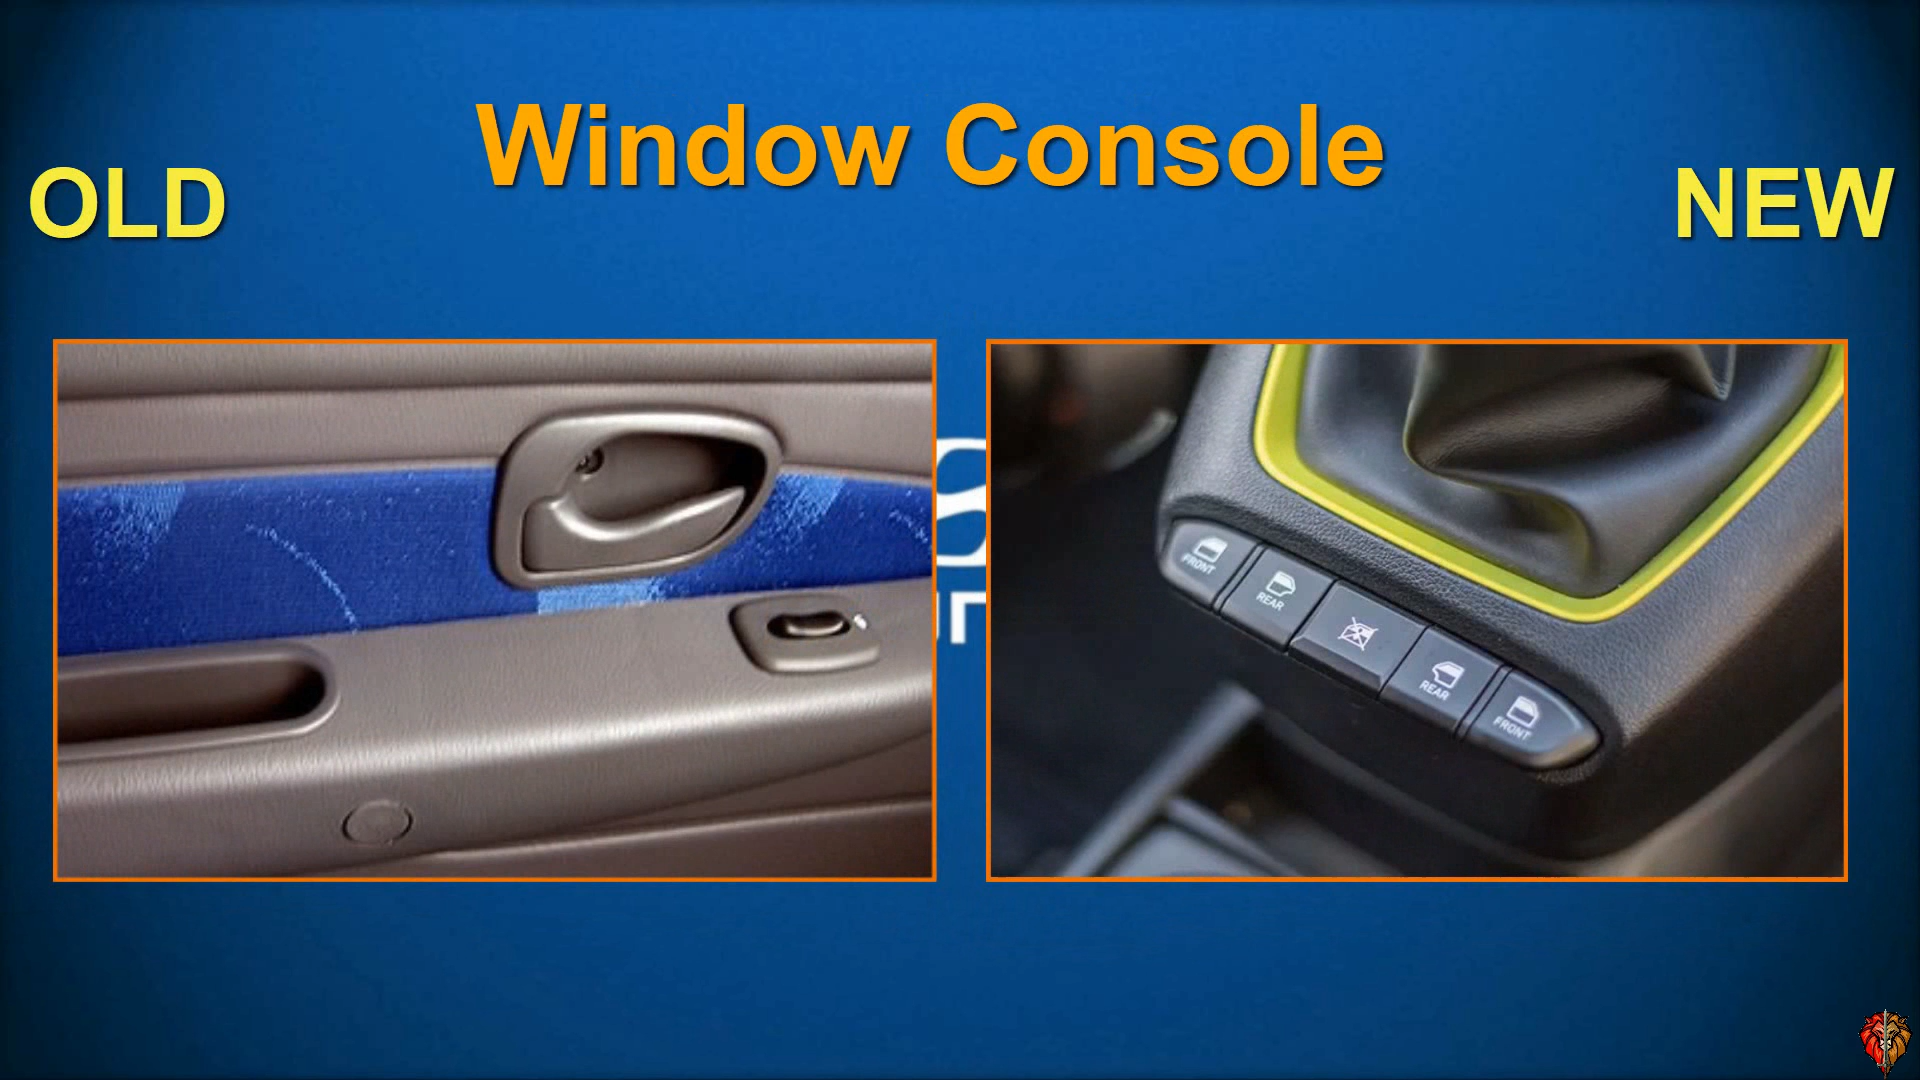 Window Console
OLD
NEW
FRONT
REAR
REAR
FRONT